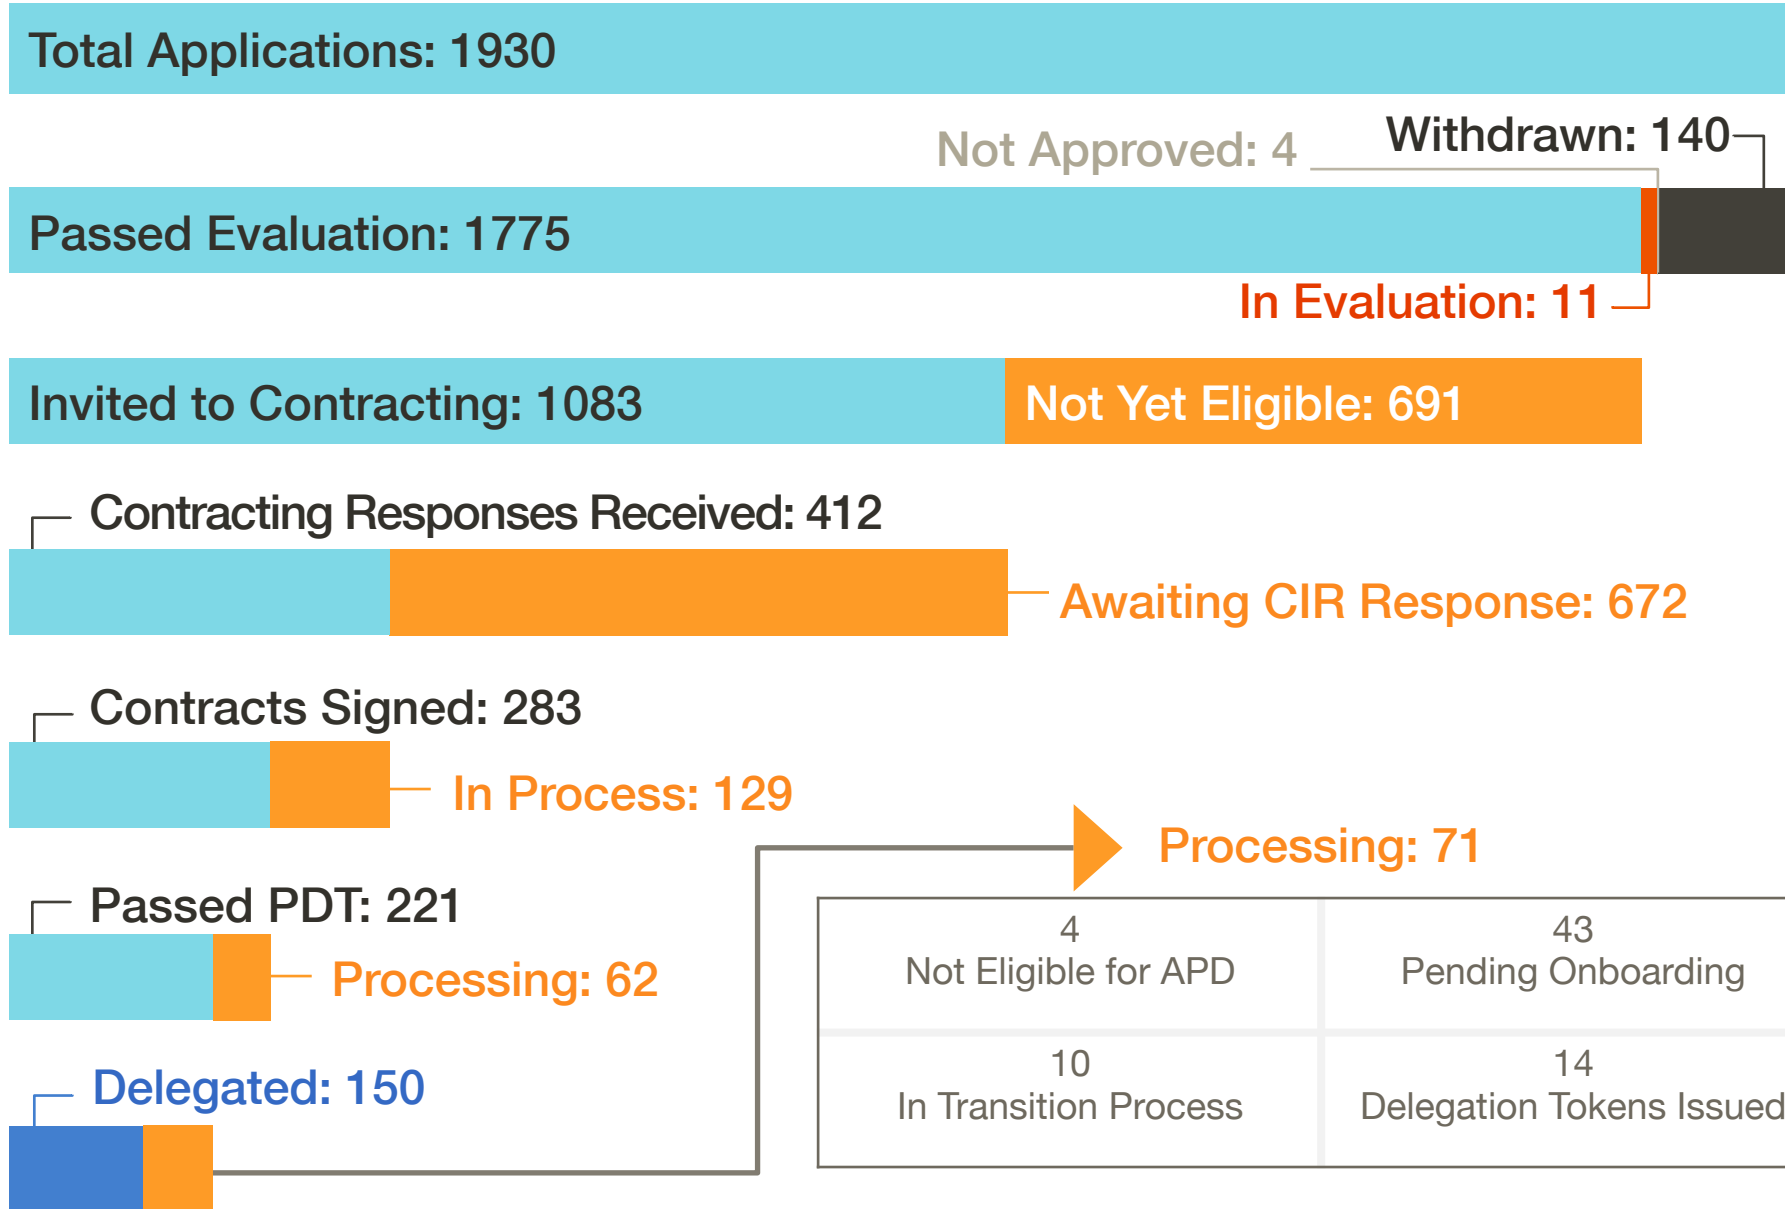 Total Applications: 1930
Not Approved: 4
Withdrawn: 140
Passed Evaluation: 1775
In Evaluation: 11
Invited to Contracting: 1083
Not Yet Eligible: 691
Contracting Responses Received: 412
Awaiting CIR Response: 672
Contracts Signed: 283
In Process: 129
Processing: 71
Passed PDT: 221
Processing: 62
4
Not Eligible for APD
43
Pending Onboarding
10
In Transition Process
14
Delegation Tokens Issued
Delegated: 150